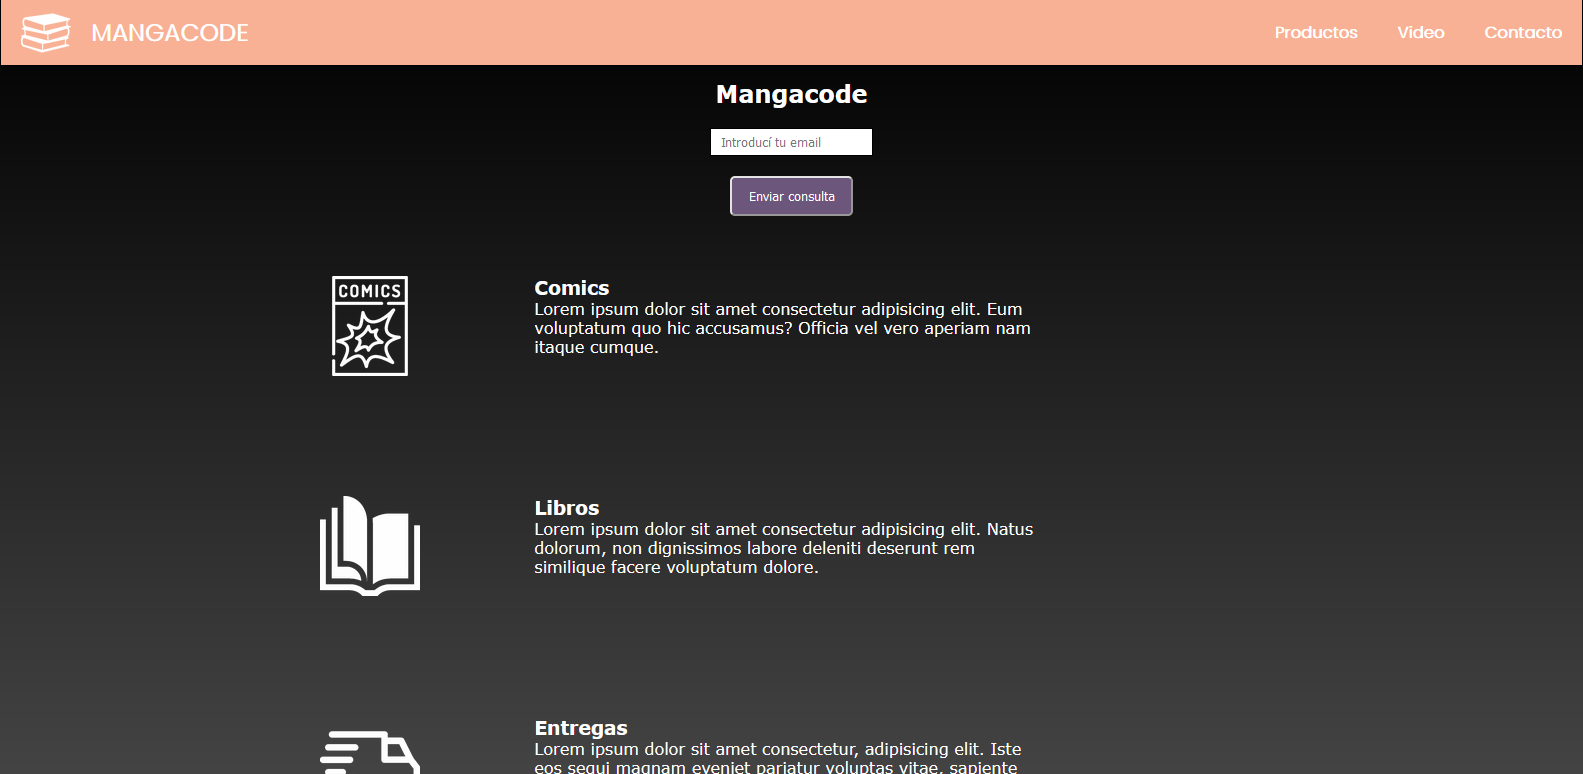 MANGACODE
Productos
Video
Contacto
Mangacode
Introducí tu email
Enviar consulta
COMICS
Comics
Lorem ipsum dolor sit amet consectetur adipisicing elit. Eum
voluptatum quo hic accusamus? Officia vel vero aperiam nam
itaque cumque.
Libros
Lorem ipsum dolor sit amet consectetur adipisicing elit. Natus
dolorum, non dignissimos labore deleniti deserunt rem
similique facere voluptatum dolore.
Entregas
Lorem ipsum dolor sit amet consectetur, adipisicing elit. Iste
eos sequi magnam eveniet pariatur voluptas vitae, sapiente